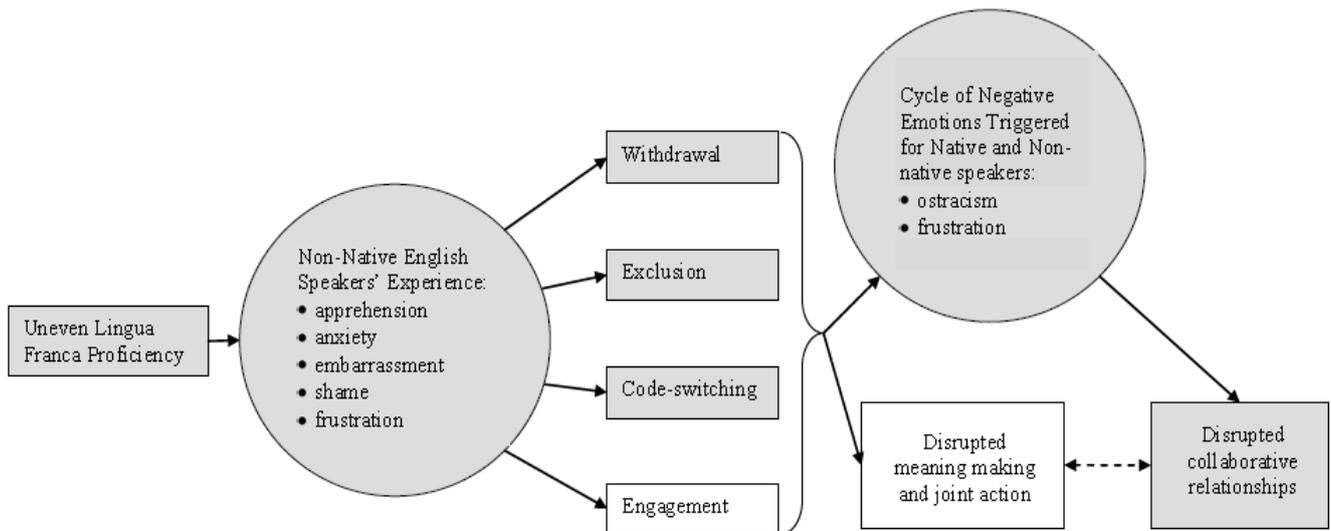 Uneven Lingua
Franca Proficiency
Non-Native English
Speakers' Experience:
• apprehension
• anxiety
• embarrassment
• shame
• frustration
Withdrawal
Exclusion
Code-switching
Engagement
Cycle of Negative
Emotions Triggered
for Native and Non-
native speakers:
• ostracism
• frustration
Disrupted
meaning making
and joint action
Disrupted
collaborative
relationships